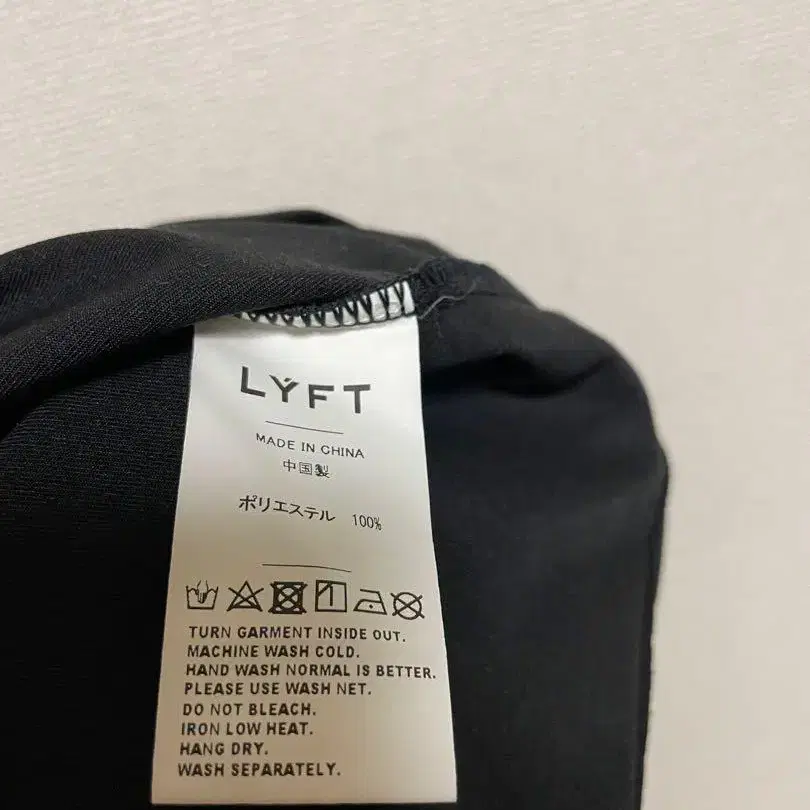 LYFT
MADE IN CHINA
中国製
ポリエステル 100%
TURN GARMENT INSIDE OUT.
MACHINE WASH COLD.
HAND WASH NORMAL IS BETTER.
PLEASE USE WASH NET.
DO NOT BLEACH.
IRON LOW HEAT.
HANG DRY.
WASH SEPARATELY.